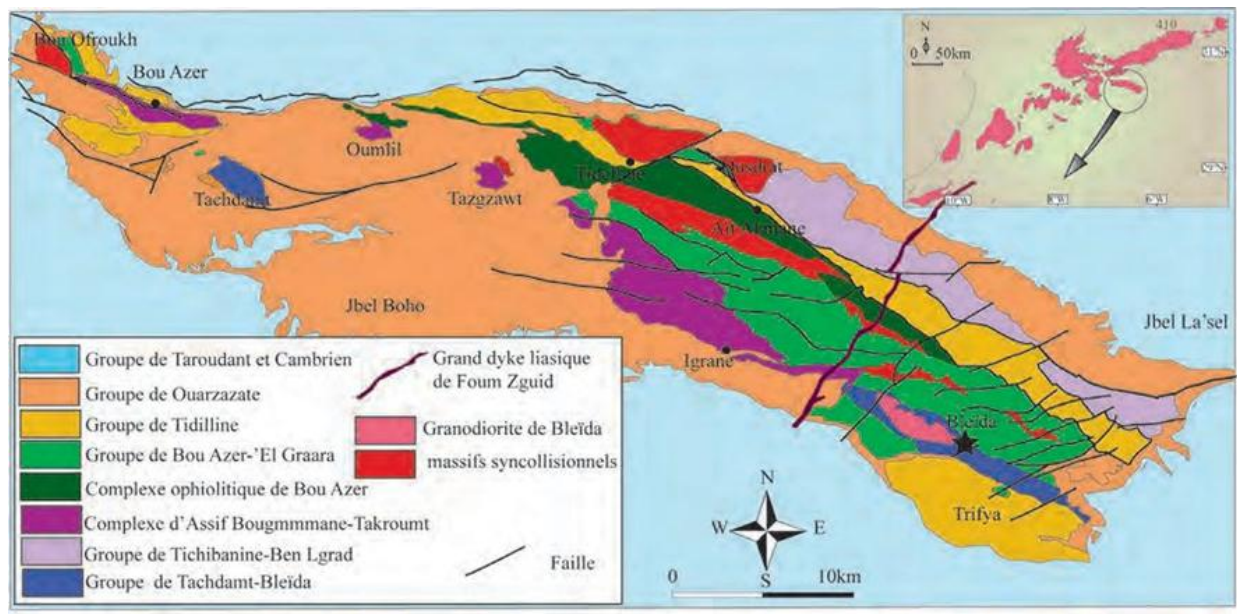 Bou Ofroukh
Bou Azer
Oumlil
Tachdamt
Tazgzawt
Ait Ahmane
Jbel Boho
Igrane
Bleïda
Trifya
Jbel La'sel
N
0 50km
10°W
8°W
6°W
Groupe de Taroudant et Cambrien
Groupe de Ouarzazate
Groupe de Tidilline
Groupe de Bou Azer-'El Graara
Complexe ophiolitique de Bou Azer
Complexe d'Assif Bougmmmane-Takroumt
Groupe de Tichibanine-Ben Lgrad
Groupe de Tachdamt-Bleïda
Grand dyke liasique
de Foum Zguid
Granodiorite de Bleïda
massifs syncollisionnels
Faille
N
W E
S
0 10km